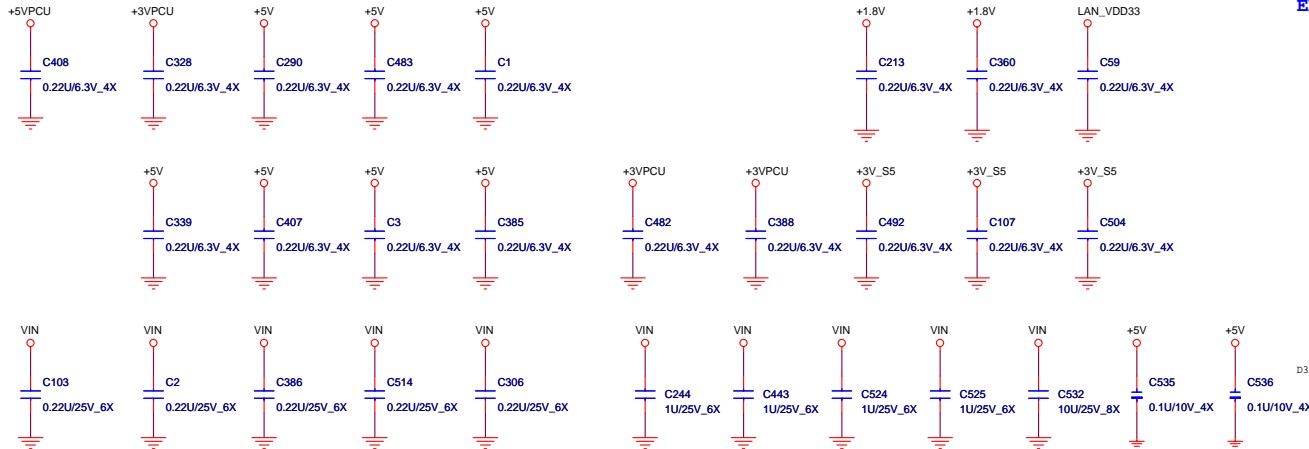 +5VPCU +3VPCU +5V +5V +5V +1.8V +1.8V LAN_VDD33
C408 C328 C290 C483 C1 C213 C360 C59
0.22U/6.3V_4X 0.22U/6.3V_4X 0.22U/6.3V_4X 0.22U/6.3V_4X 0.22U/6.3V_4X 0.22U/6.3V_4X 0.22U/6.3V_4X 0.22U/6.3V_4X
+5V +5V +5V +5V +3VPCU +3VPCU +3V_S5 +3V_S5 +3V_S5
C339 C407 C3 C385 C482 C388 C492 C107 C504
0.22U/6.3V_4X 0.22U/6.3V_4X 0.22U/6.3V_4X 0.22U/6.3V_4X 0.22U/6.3V_4X 0.22U/6.3V_4X 0.22U/6.3V_4X 0.22U/6.3V_4X 0.22U/6.3V_4X
VIN VIN VIN VIN VIN VIN VIN VIN VIN VIN +5V +5V
C103 C2 C386 C514 C306 C244 C443 C524 C525 C532 C535 C536
0.22U/25V_6X 0.22U/25V_6X 0.22U/25V_6X 0.22U/25V_6X 0.22U/25V_6X 1U/25V_6X 1U/25V_6X 1U/25V_6X 1U/25V_6X 10U/25V_8X 0.1U/10V_4X 0.1U/10V_4X